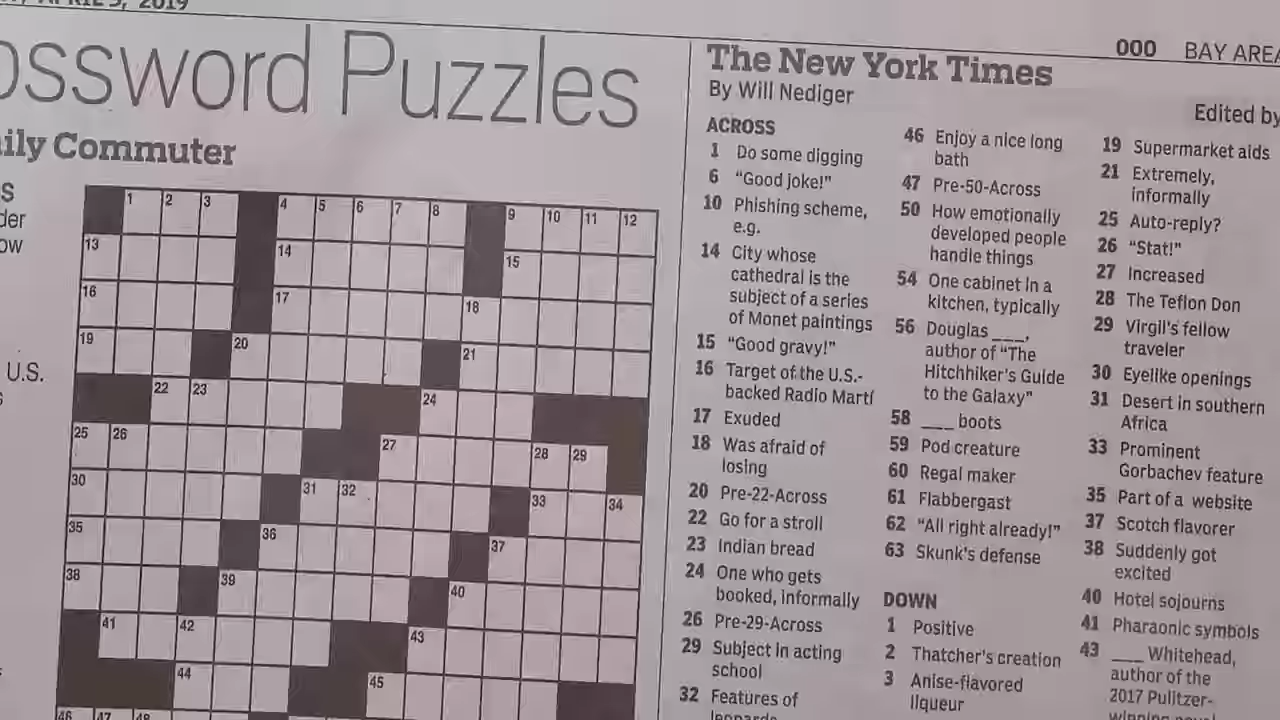 APRIL 5, 2019
000 BAY AREA
ossword Puzzles
ily Commuter
der
ow
U.S.
1 2 3 4 5 6 7 8 9 10 11 12
13 14 15
16 17 18
19 20 21
22 23 24
25 26 27 28 29
30 31 32 33 34
35 36 37
38 39 40
41 42 43
44 45
46 47 48
The New York Times
By Will Nediger
Edited by
ACROSS
1 Do some digging
6 “Good joke!”
10 Phishing scheme,
e.g.
14 City whose
cathedral is the
subject of a series
of Monet paintings
15 “Good gravy!”
16 Target of the U.S.-
backed Radio Martí
17 Exuded
18 Was afraid of
losing
20 Pre-22-Across
22 Go for a stroll
23 Indian bread
24 One who gets
booked, informally
26 Pre-29-Across
29 Subject in acting
school
32 Features of
leopards
46 Enjoy a nice long
bath
47 Pre-50-Across
50 How emotionally
developed people
handle things
54 One cabinet in a
kitchen, typically
56 Douglas ___,
author of “The
Hitchhiker's Guide
to the Galaxy”
58 ___ boots
59 Pod creature
60 Regal maker
61 Flabbergast
62 “All right already!”
63 Skunk's defense
DOWN
1 Positive
2 Thatcher's creation
3 Anise-flavored
liqueur
19 Supermarket aids
21 Extremely,
informally
25 Auto-reply?
26 “Stat!”
27 Increased
28 The Teflon Don
29 Virgil's fellow
traveler
30 Eyelike openings
31 Desert in southern
Africa
33 Prominent
Gorbachev feature
35 Part of a website
37 Scotch flavorer
38 Suddenly got
excited
40 Hotel sojourns
41 Pharaonic symbols
43 ___ Whitehead,
author of the
2017 Pulitzer-
winning novel